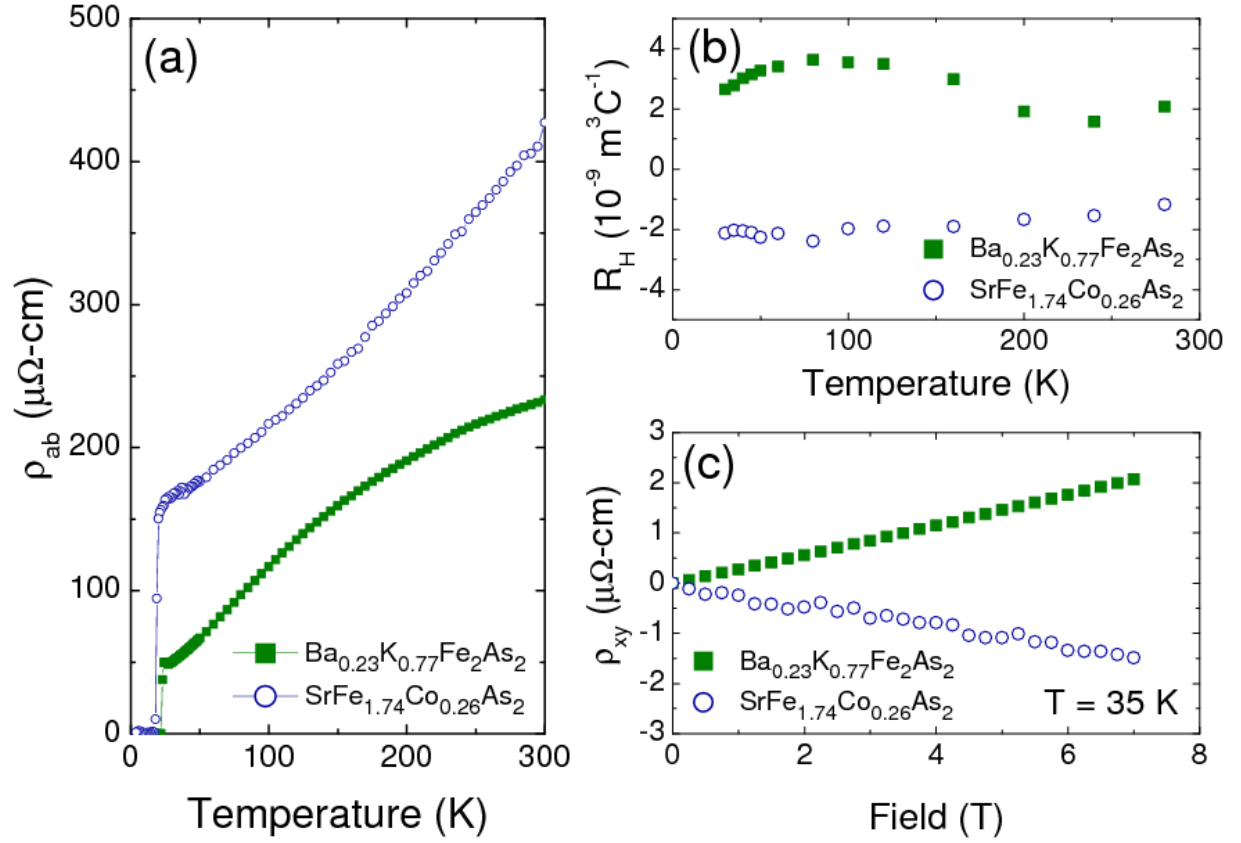 (a)
500
400
300
200
100
0
ρab (μΩ-cm)
Ba0.23K0.77Fe2As2
SrFe1.74Co0.26As2
0
100
200
300
Temperature (K)
(b)
4
2
0
-2
-4
RH (10-9 m3C-1)
Ba0.23K0.77Fe2As2
SrFe1.74Co0.26As2
0
100
200
300
Temperature (K)
(c)
3
2
1
0
-1
-2
-3
ρxy (μΩ-cm)
Ba0.23K0.77Fe2As2
SrFe1.74Co0.26As2
T = 35 K
0
2
4
6
8
Field (T)